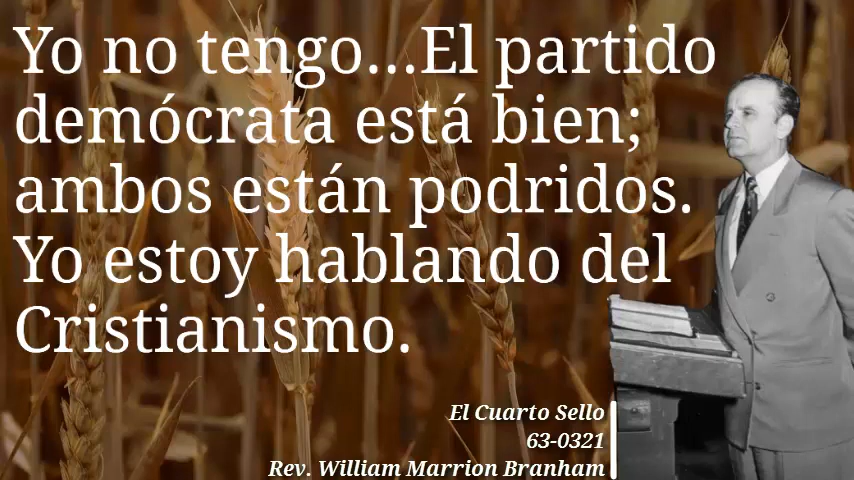 Yo no tengo...El partido
demócrata está bien;
ambos están podridos.
Yo estoy hablando del
Cristianismo.
El Cuarto Sello
63-0321
Rev. William Marrion Branham